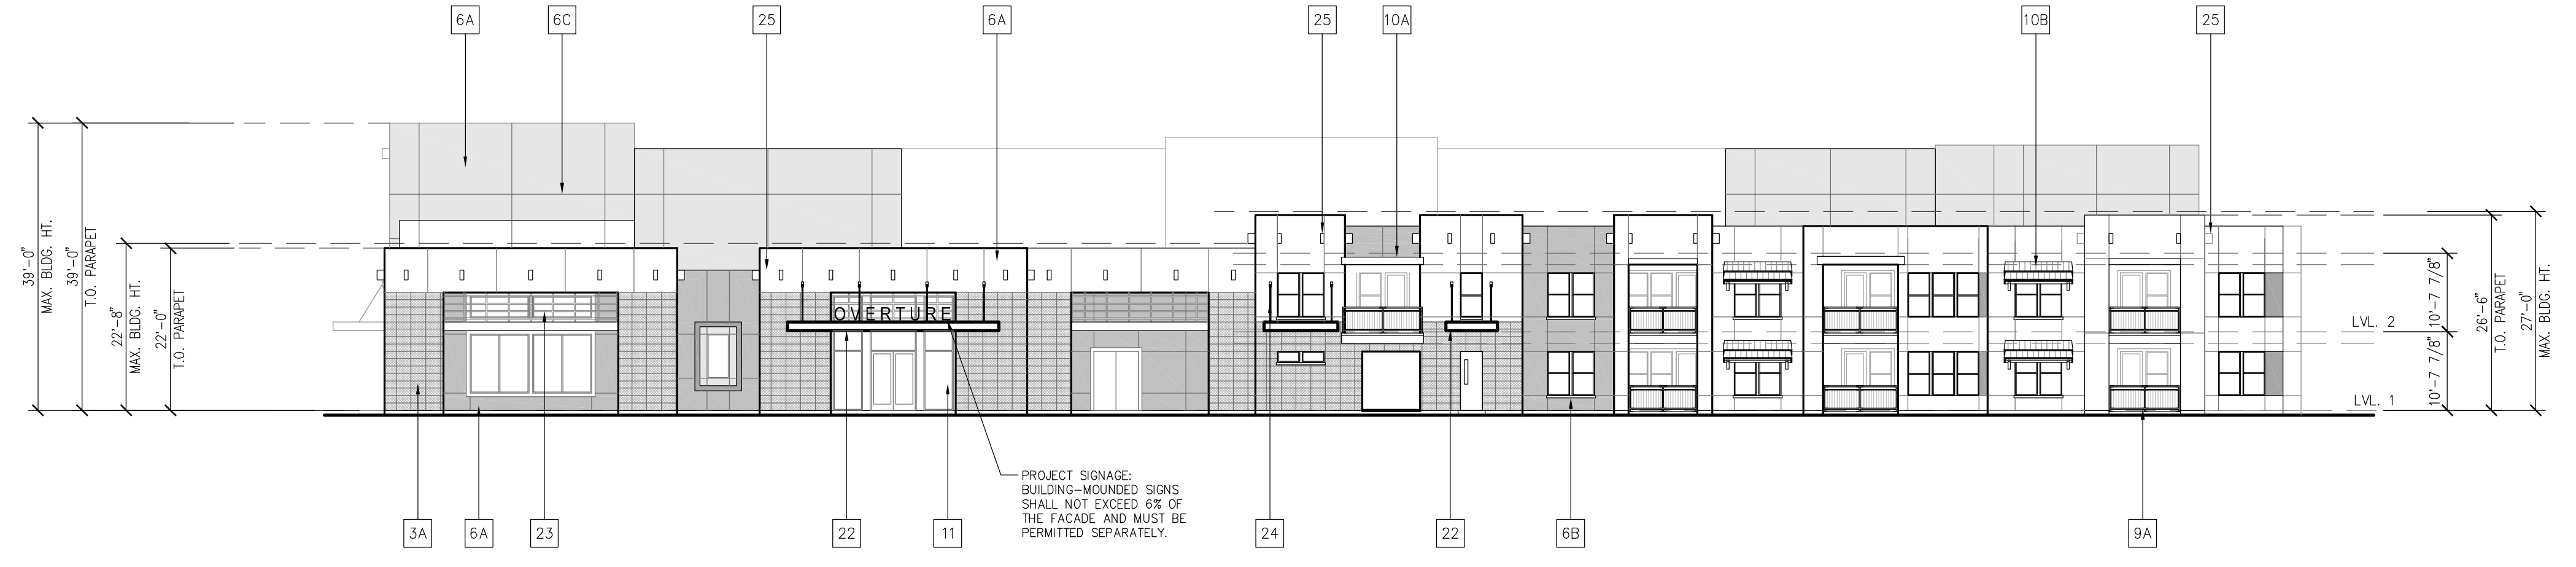 6A
6C
25
6A
25
10A
10B
25
39'-0"
MAX. BLDG. HT.
39'-0"
T.O. PARAPET
22'-8"
MAX. BLDG. HT.
22'-0"
T.O. PARAPET
OVERTURE
LVL. 2
LVL. 1
10'-7 7/8"
10'-7 7/8"
26'-6"
T.O. PARAPET
27'-0"
MAX. BLDG. HT.
PROJECT SIGNAGE:
BUILDING-MOUNDED SIGNS
SHALL NOT EXCEED 6% OF
THE FACADE AND MUST BE
PERMITTED SEPARATELY.
3A
6A
23
22
11
24
22
6B
9A